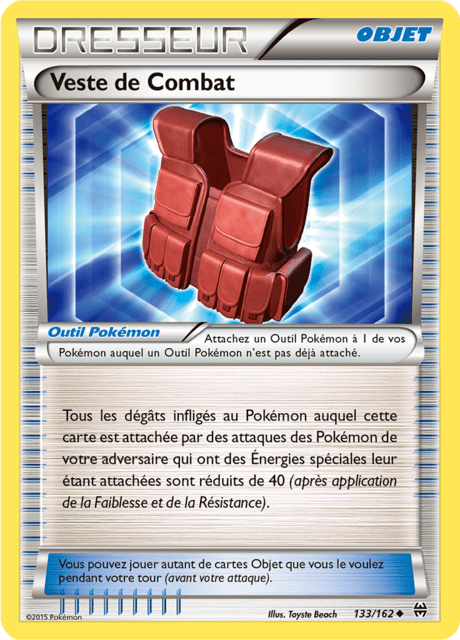 DRESSEUR
OBJET
Veste de Combat
Outil Pokémon
Attachez un Outil Pokémon à 1 de vos
Pokémon auquel un Outil Pokémon n'est pas déjà attaché.
Tous les dégâts infligés au Pokémon auquel cette
carte est attachée par des attaques des Pokémon de
votre adversaire qui ont des Énergies spéciales leur
étant attachées sont réduits de 40 (après application
de la Faiblesse et de la Résistance).
Vous pouvez jouer autant de cartes Objet que vous le voulez
pendant votre tour (avant votre attaque).
©2015 Pokémon
Illus. Toyste Beach
133/162